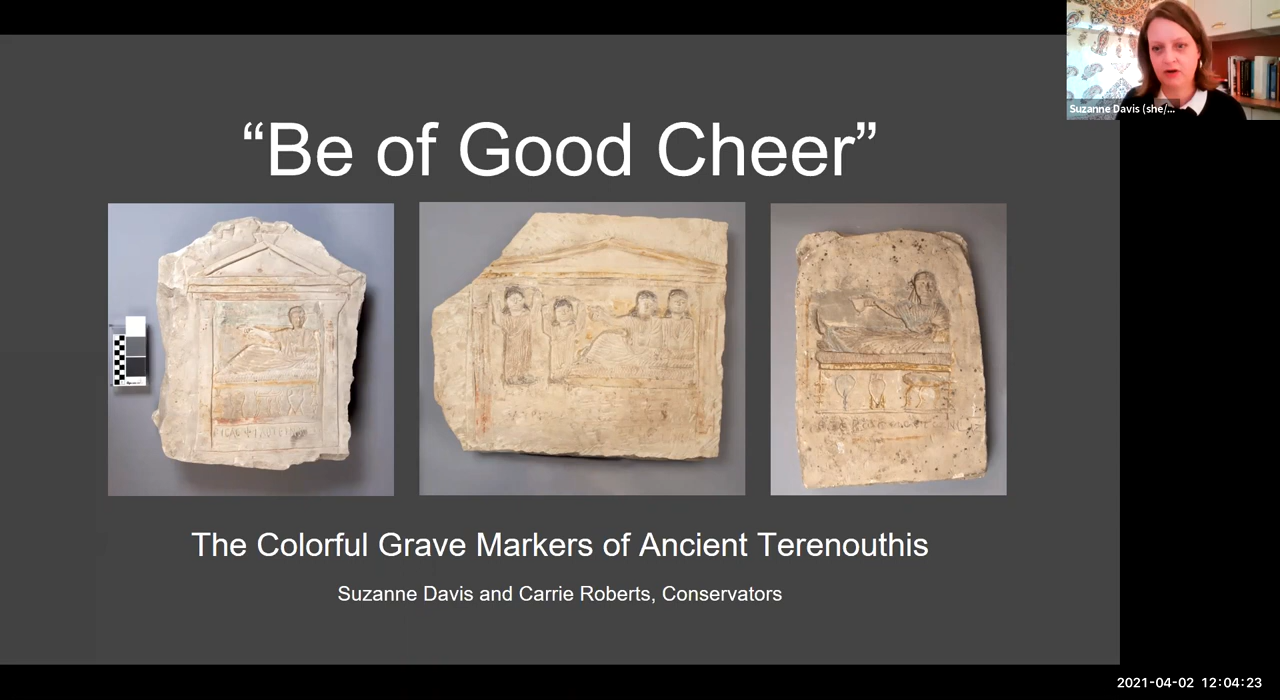 “Be of Good Cheer”
The Colorful Grave Markers of Ancient Terenouthis
Suzanne Davis and Carrie Roberts, Conservators
Suzanne Davis (she/...
2021-04-02 12:04:23